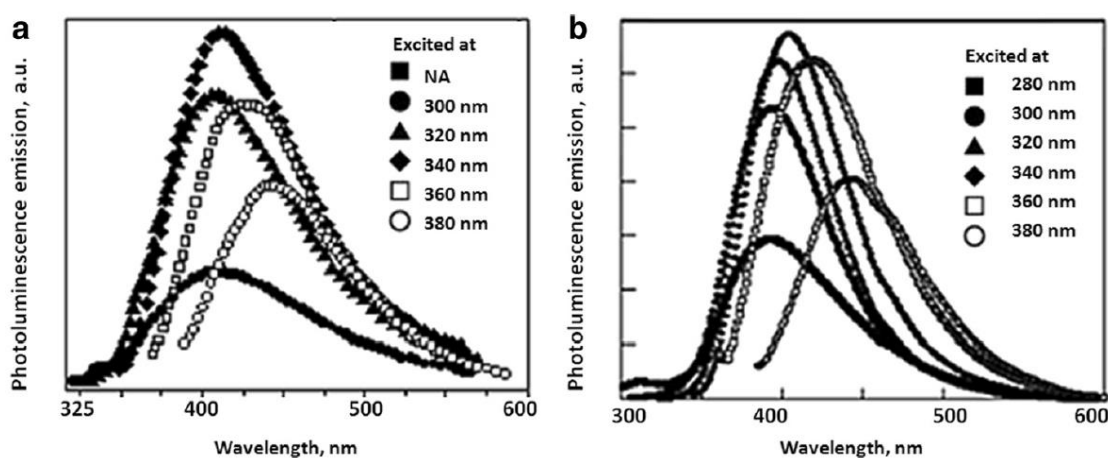 a
Photoluminescence emission, a.u.
Excited at
NA
300 nm
320 nm
340 nm
360 nm
380 nm
325
400
500
600
Wavelength, nm
b
Photoluminescence emission, a.u.
Excited at
280 nm
300 nm
320 nm
340 nm
360 nm
380 nm
300
400
500
600
Wavelength, nm